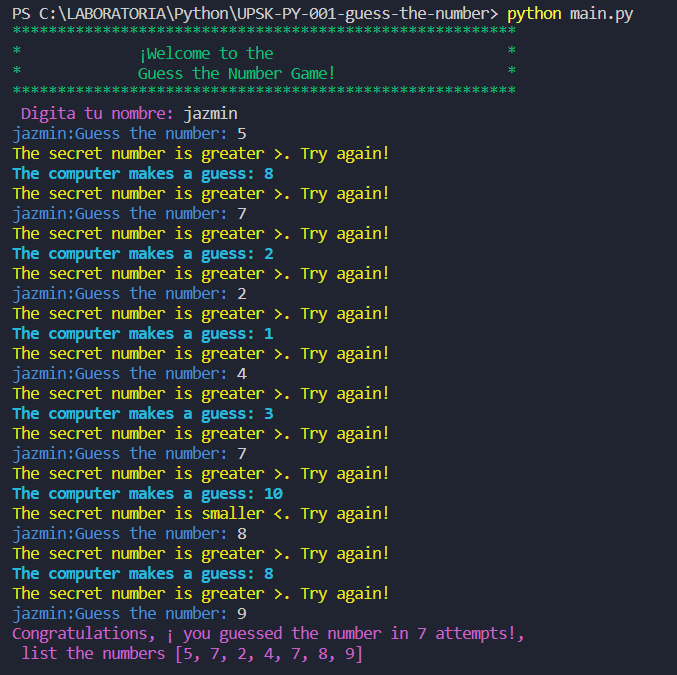 PS C:\LABORATORIA\Python\UPSK-PY-001-guess-the-number> python main.py
********************************************************
*             ¡Welcome to the                          *
*             Guess the Number Game!                   *
********************************************************
 Digita tu nombre: jazmin
jazmin:Guess the number: 5
The secret number is greater >. Try again!
The computer makes a guess: 8
The secret number is greater >. Try again!
jazmin:Guess the number: 7
The secret number is greater >. Try again!
The computer makes a guess: 2
The secret number is greater >. Try again!
jazmin:Guess the number: 2
The secret number is greater >. Try again!
The computer makes a guess: 1
The secret number is greater >. Try again!
jazmin:Guess the number: 4
The secret number is greater >. Try again!
The computer makes a guess: 3
The secret number is greater >. Try again!
jazmin:Guess the number: 7
The secret number is greater >. Try again!
The computer makes a guess: 10
The secret number is smaller <. Try again!
jazmin:Guess the number: 8
The secret number is greater >. Try again!
The computer makes a guess: 8
The secret number is greater >. Try again!
jazmin:Guess the number: 9
Congratulations, ¡ you guessed the number in 7 attempts!,
 list the numbers [5, 7, 2, 4, 7, 8, 9]